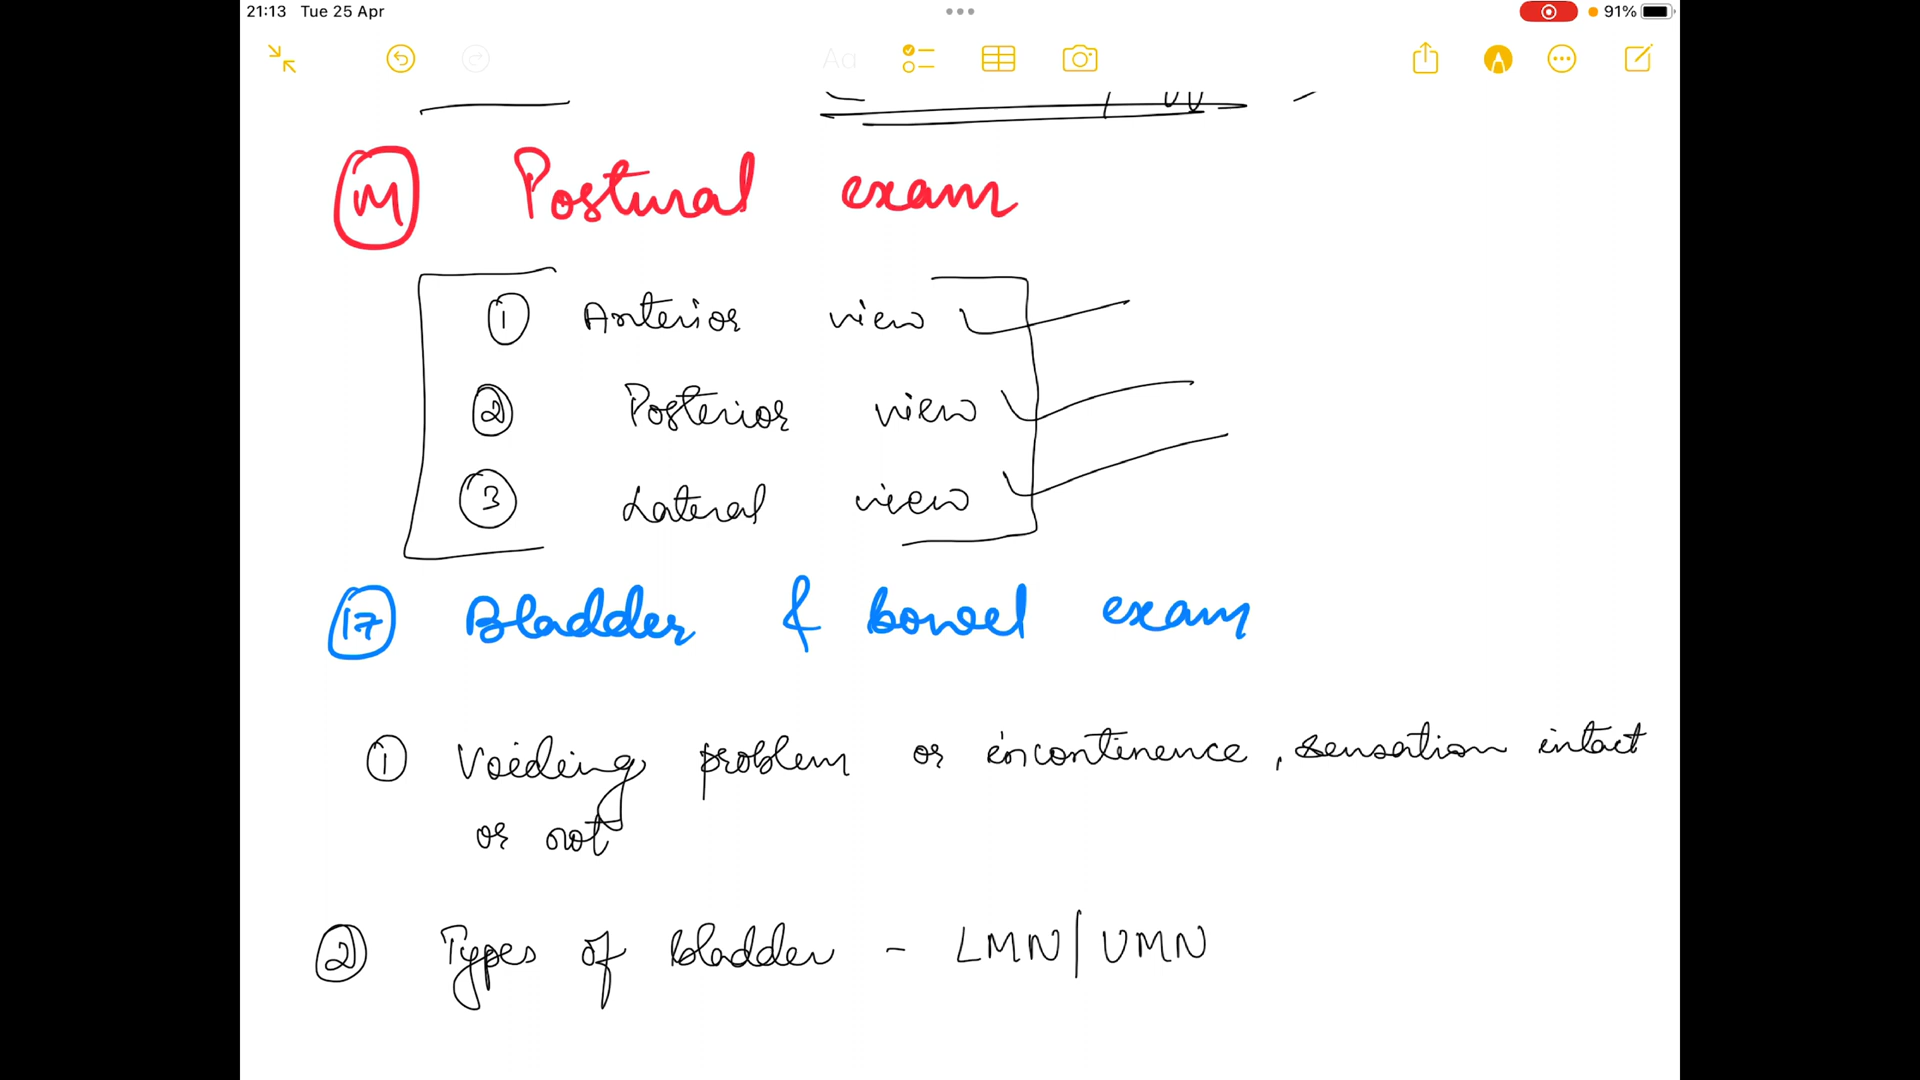 21:13 Tue 25 Apr
91%
Aa
Postural exam
1 Anterior view
2 Posterior view
3 Lateral view
17 Bladder & bowel exam
1 Voiding problem or incontinence, sensation intact
or not
2 Types of bladder - LMN/UMN